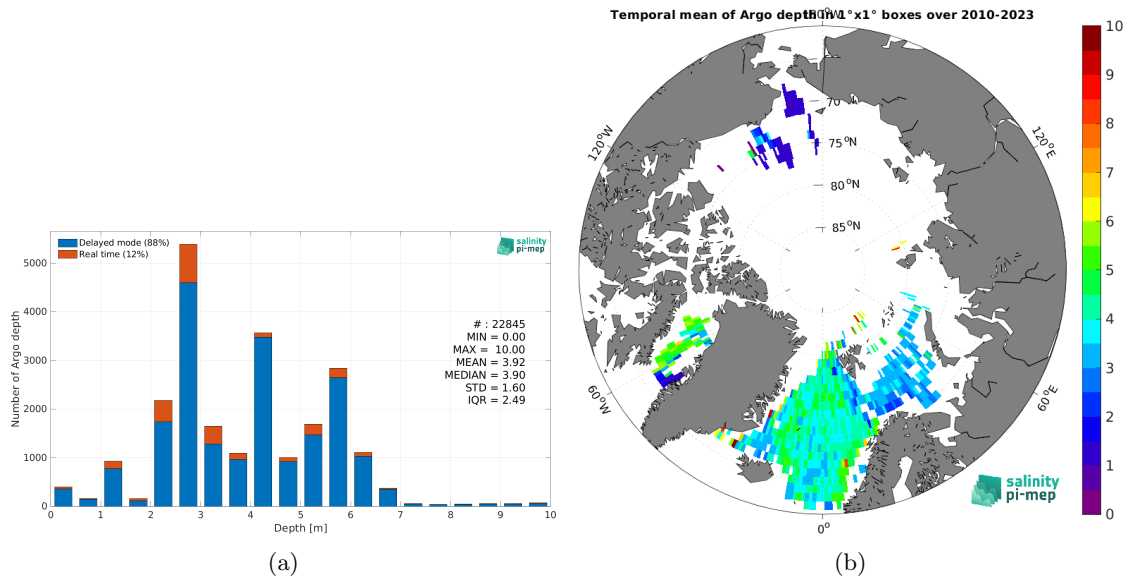 Temporal mean of Argo depth in 1°x1° boxes over 2010-2023
180°W
120°W
120°E
60°W
60°E
0°
70
75°N
80°N
85°N
10
9
8
7
6
5
4
3
2
1
0
salinity
pi-mep
(b)
Delayed mode (88%)
Real time (12%)
salinity
pi-mep
# : 22845
MIN = 0.00
MAX = 10.00
MEAN = 3.92
MEDIAN = 3.90
STD = 1.60
IQR = 2.49
Number of Argo depth
5000
4000
3000
2000
1000
0
0 1 2 3 4 5 6 7 8 9 10
Depth [m]
(a)